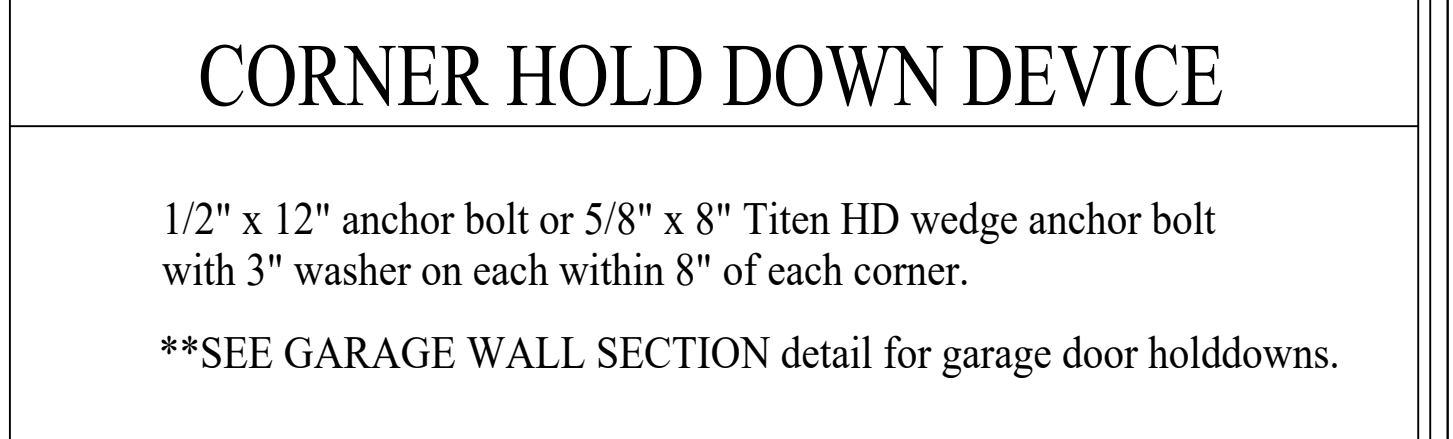 CORNER HOLD DOWN DEVICE
1/2" x 12" anchor bolt or 5/8" x 8" Titen HD wedge anchor bolt
with 3" washer on each within 8" of each corner.
**SEE GARAGE WALL SECTION detail for garage door holddowns.